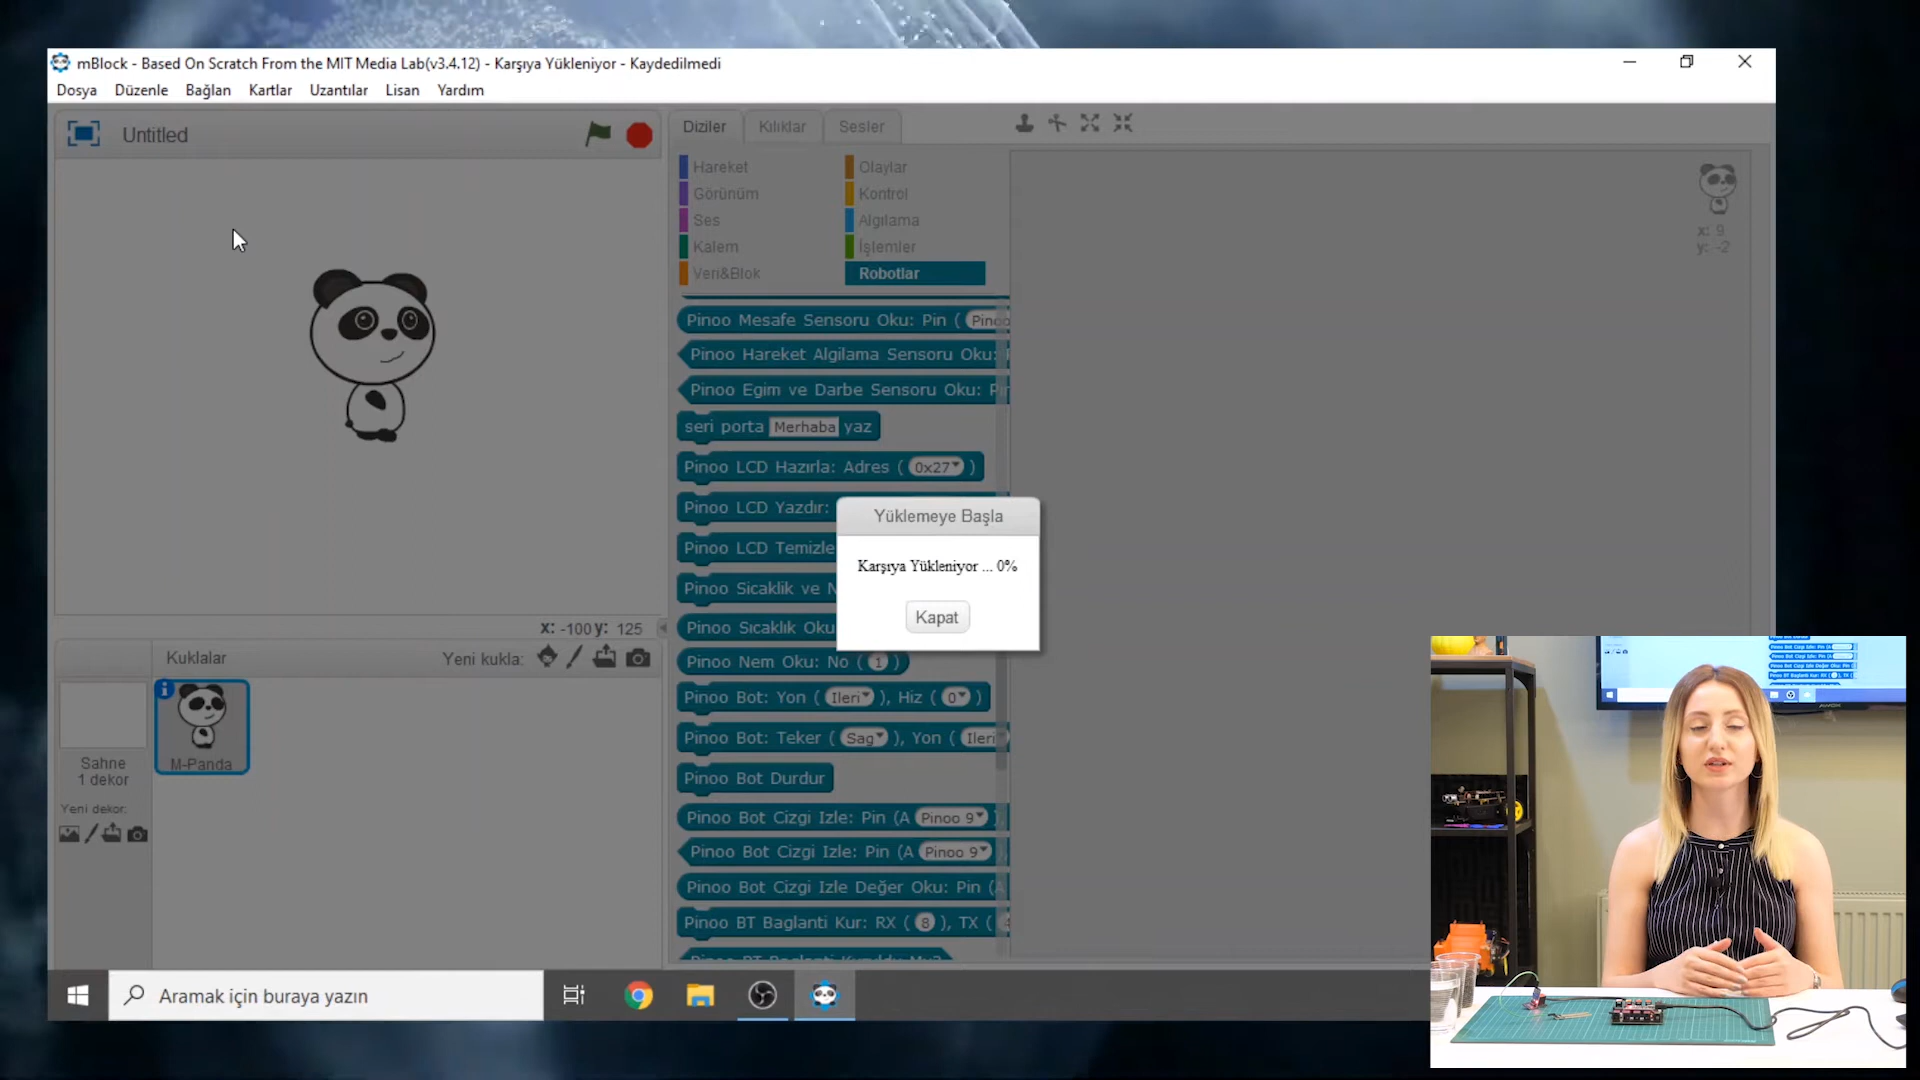 mBlock - Based On Scratch From the MIT Media Lab(v3.4.12) - Karşıya Yükleniyor - Kaydedilmedi
Dosya Düzenle Bağlan Kartlar Uzantılar Lisan Yardım
Untitled
Diziler Kılıklar Sesler
Hareket Olaylar
Görünüm Kontrol
Ses Algılama
Kalem İşlemler
Veri&Blok Robotlar
x: 9
y: -2
Pinoo Mesafe Sensoru Oku: Pin ( Pinoo
Pinoo Hareket Algilama Sensoru Oku:
Pinoo Egim ve Darbe Sensoru Oku: Pin
seri porta Merhaba yaz
Pinoo LCD Hazırla: Adres ( 0x27 )
Pinoo LCD Yazdır:
Pinoo LCD Temizle
Pinoo Sicaklik ve N
Pinoo Sıcaklık Oku
Pinoo Nem Oku: No ( 1 )
Pinoo Bot: Yon ( Ileri ), Hiz ( 0 )
Pinoo Bot: Teker ( Sag ), Yon ( Ileri
Pinoo Bot Durdur
Pinoo Bot Cizgi Izle: Pin (A Pinoo 9 ),
Pinoo Bot Cizgi Izle: Pin (A Pinoo 9 ),
Pinoo Bot Cizgi Izle Değer Oku: Pin (A
Pinoo BT Baglanti Kur: RX ( 8 ), TX (
Yüklemeye Başla
Karşıya Yükleniyor ... 0%
Kapat
x: -100 y: 125
Kuklalar Yeni kukla:
M-Panda
Sahne
1 dekor
Yeni dekor:
Aramak için buraya yazın